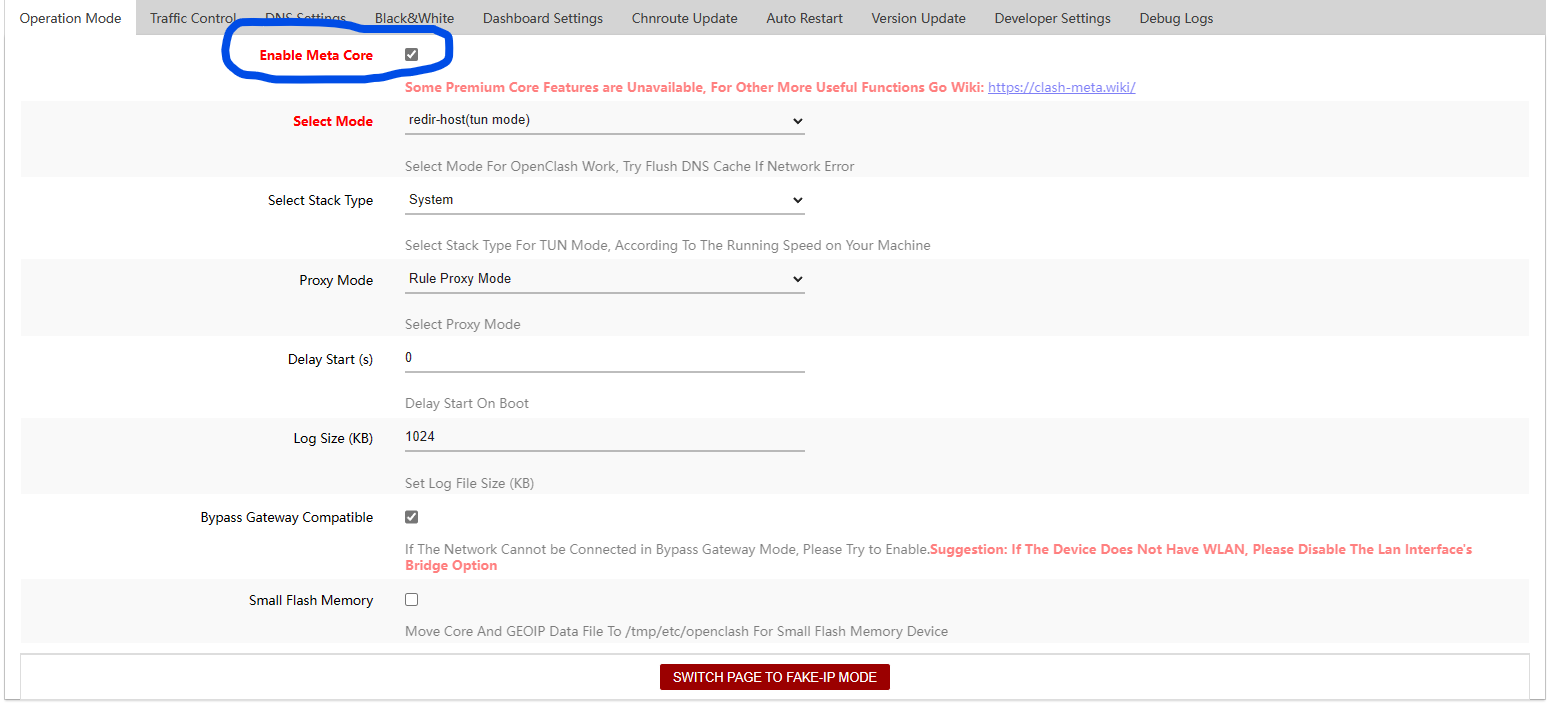 Operation Mode Traffic Control DNS Settings Black&White Dashboard Settings Chnroute Update Auto Restart Version Update Developer Settings Debug Logs
Enable Meta Core
Some Premium Core Features are Unavailable, For Other More Useful Functions Go Wiki: https://clash-meta.wiki/
Select Mode redir-host(tun mode)
Select Mode For OpenClash Work, Try Flush DNS Cache If Network Error
Select Stack Type System
Select Stack Type For TUN Mode, According To The Running Speed on Your Machine
Proxy Mode Rule Proxy Mode
Select Proxy Mode
Delay Start (s) 0
Delay Start On Boot
Log Size (KB) 1024
Set Log File Size (KB)
Bypass Gateway Compatible
If The Network Cannot be Connected in Bypass Gateway Mode, Please Try to Enable.Suggestion: If The Device Does Not Have WLAN, Please Disable The Lan Interface's
Bridge Option
Small Flash Memory
Move Core And GEOIP Data File To /tmp/etc/openclash For Small Flash Memory Device
SWITCH PAGE TO FAKE-IP MODE